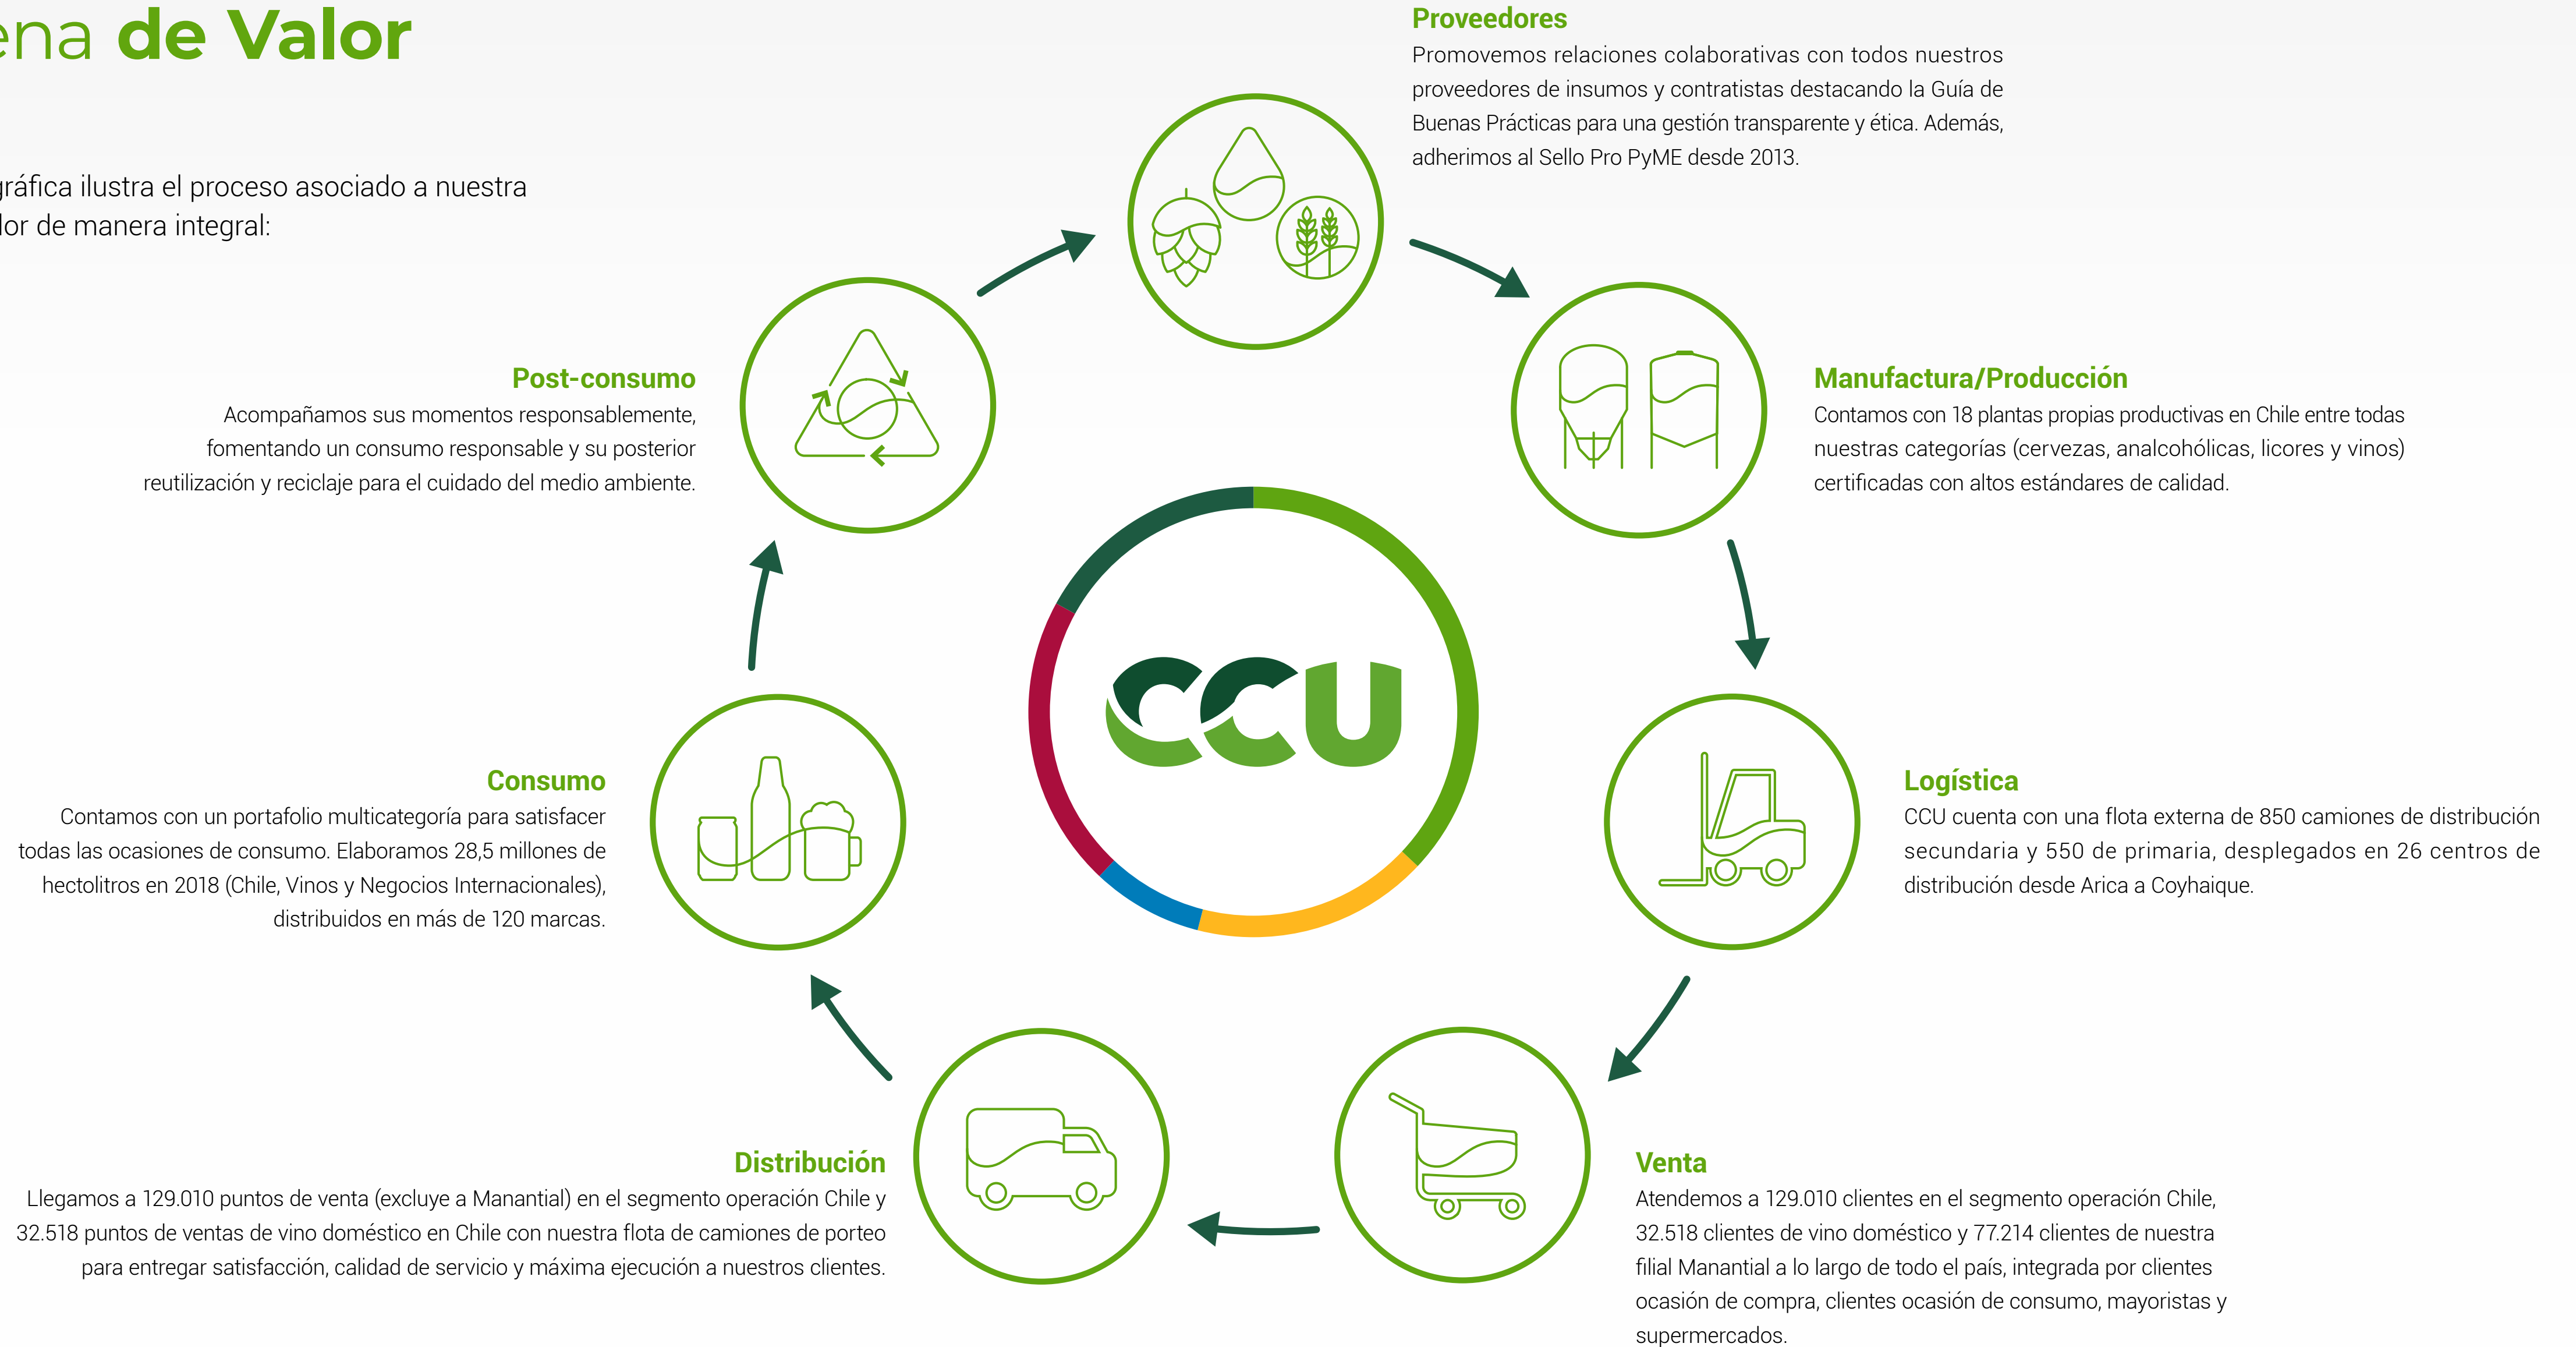 de Valor
gráfica ilustra el proceso asociado a nuestra
de manera integral:
Proveedores
Promovemos relaciones colaborativas con todos nuestros
proveedores de insumos y contratistas destacando la Guía de
Buenas Prácticas para una gestión transparente y ética. Además,
adherimos al Sello Pro PyME desde 2013.
Manufactura/Producción
Contamos con 18 plantas propias productivas en Chile entre todas
nuestras categorías (cervezas, analcohólicas, licores y vinos)
certificadas con altos estándares de calidad.
Logística
CCU cuenta con una flota externa de 850 camiones de distribución
secundaria y 550 de primaria, desplegados en 26 centros de
distribución desde Arica a Coyhaique.
Venta
Atendemos a 129.010 clientes en el segmento operación Chile,
32.518 clientes de vino doméstico y 77.214 clientes de nuestra
filial Manantial a lo largo de todo el país, integrada por clientes
ocasión de compra, clientes ocasión de consumo, mayoristas y
supermercados.
Distribución
Llegamos a 129.010 puntos de venta (excluye a Manantial) en el segmento operación Chile y
32.518 puntos de ventas de vino doméstico en Chile con nuestra flota de camiones de porteo
para entregar satisfacción, calidad de servicio y máxima ejecución a nuestros clientes.
Consumo
Contamos con un portafolio multicategoría para satisfacer
todas las ocasiones de consumo. Elaboramos 28,5 millones de
hectolitros en 2018 (Chile, Vinos y Negocios Internacionales),
distribuidos en más de 120 marcas.
Post-consumo
Acompañamos sus momentos responsablemente,
fomentando un consumo responsable y su posterior
reutilización y reciclaje para el cuidado del medio ambiente.
CCU